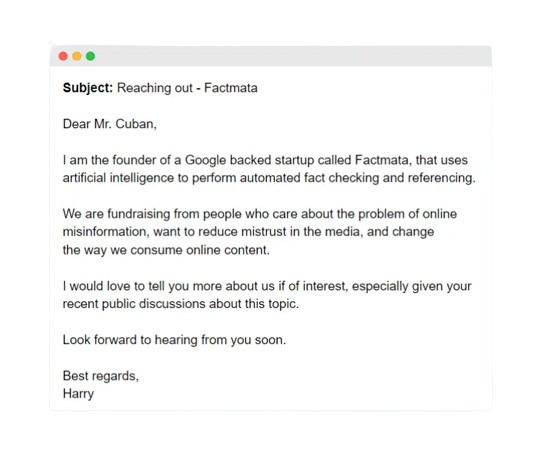 Subject: Reaching out - Factmata
Dear Mr. Cuban,
I am the founder of a Google backed startup called Factmata, that uses
artificial intelligence to perform automated fact checking and referencing.
We are fundraising from people who care about the problem of online
misinformation, want to reduce mistrust in the media, and change
the way we consume online content.
I would love to tell you more about us if of interest, especially given your
recent public discussions about this topic.
Look forward to hearing from you soon.
Best regards,
Harry